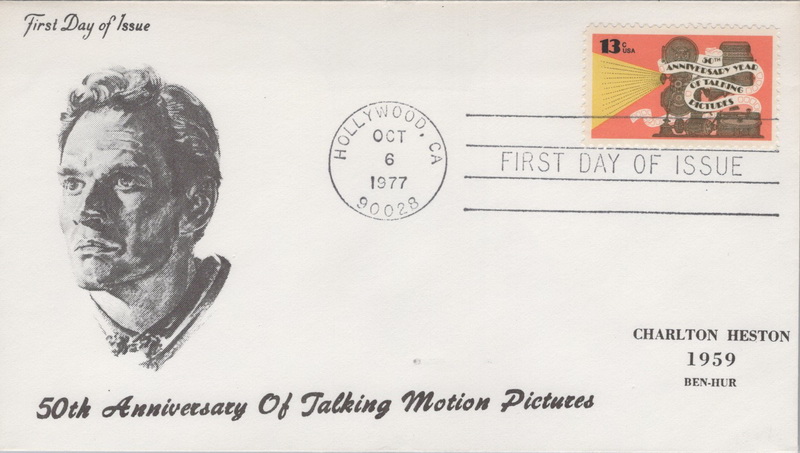 First Day of Issue
13c
USA
50TH
ANNIVERSARY YEAR
OF TALKING
PICTURES
HOLLYWOOD, CA
OCT
6
1977
90028
FIRST DAY OF ISSUE
CHARLTON HESTON
1959
BEN-HUR
50th Anniversary Of Talking Motion Pictures